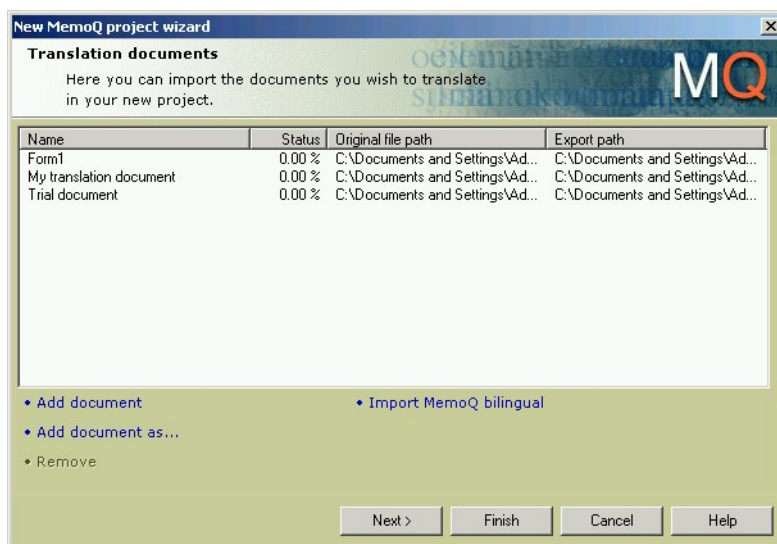 New MemoQ project wizard
Translation documents
Here you can import the documents you wish to translate
in your new project.
MQ
Name Status Original file path Export path
Form1 0.00 % C:\Documents and Settings\Ad... C:\Documents and Settings\Ad...
My translation document 0.00 % C:\Documents and Settings\Ad... C:\Documents and Settings\Ad...
Trial document 0.00 % C:\Documents and Settings\Ad... C:\Documents and Settings\Ad...
• Add document • Import MemoQ bilingual
• Add document as...
• Remove
Next > Finish Cancel Help